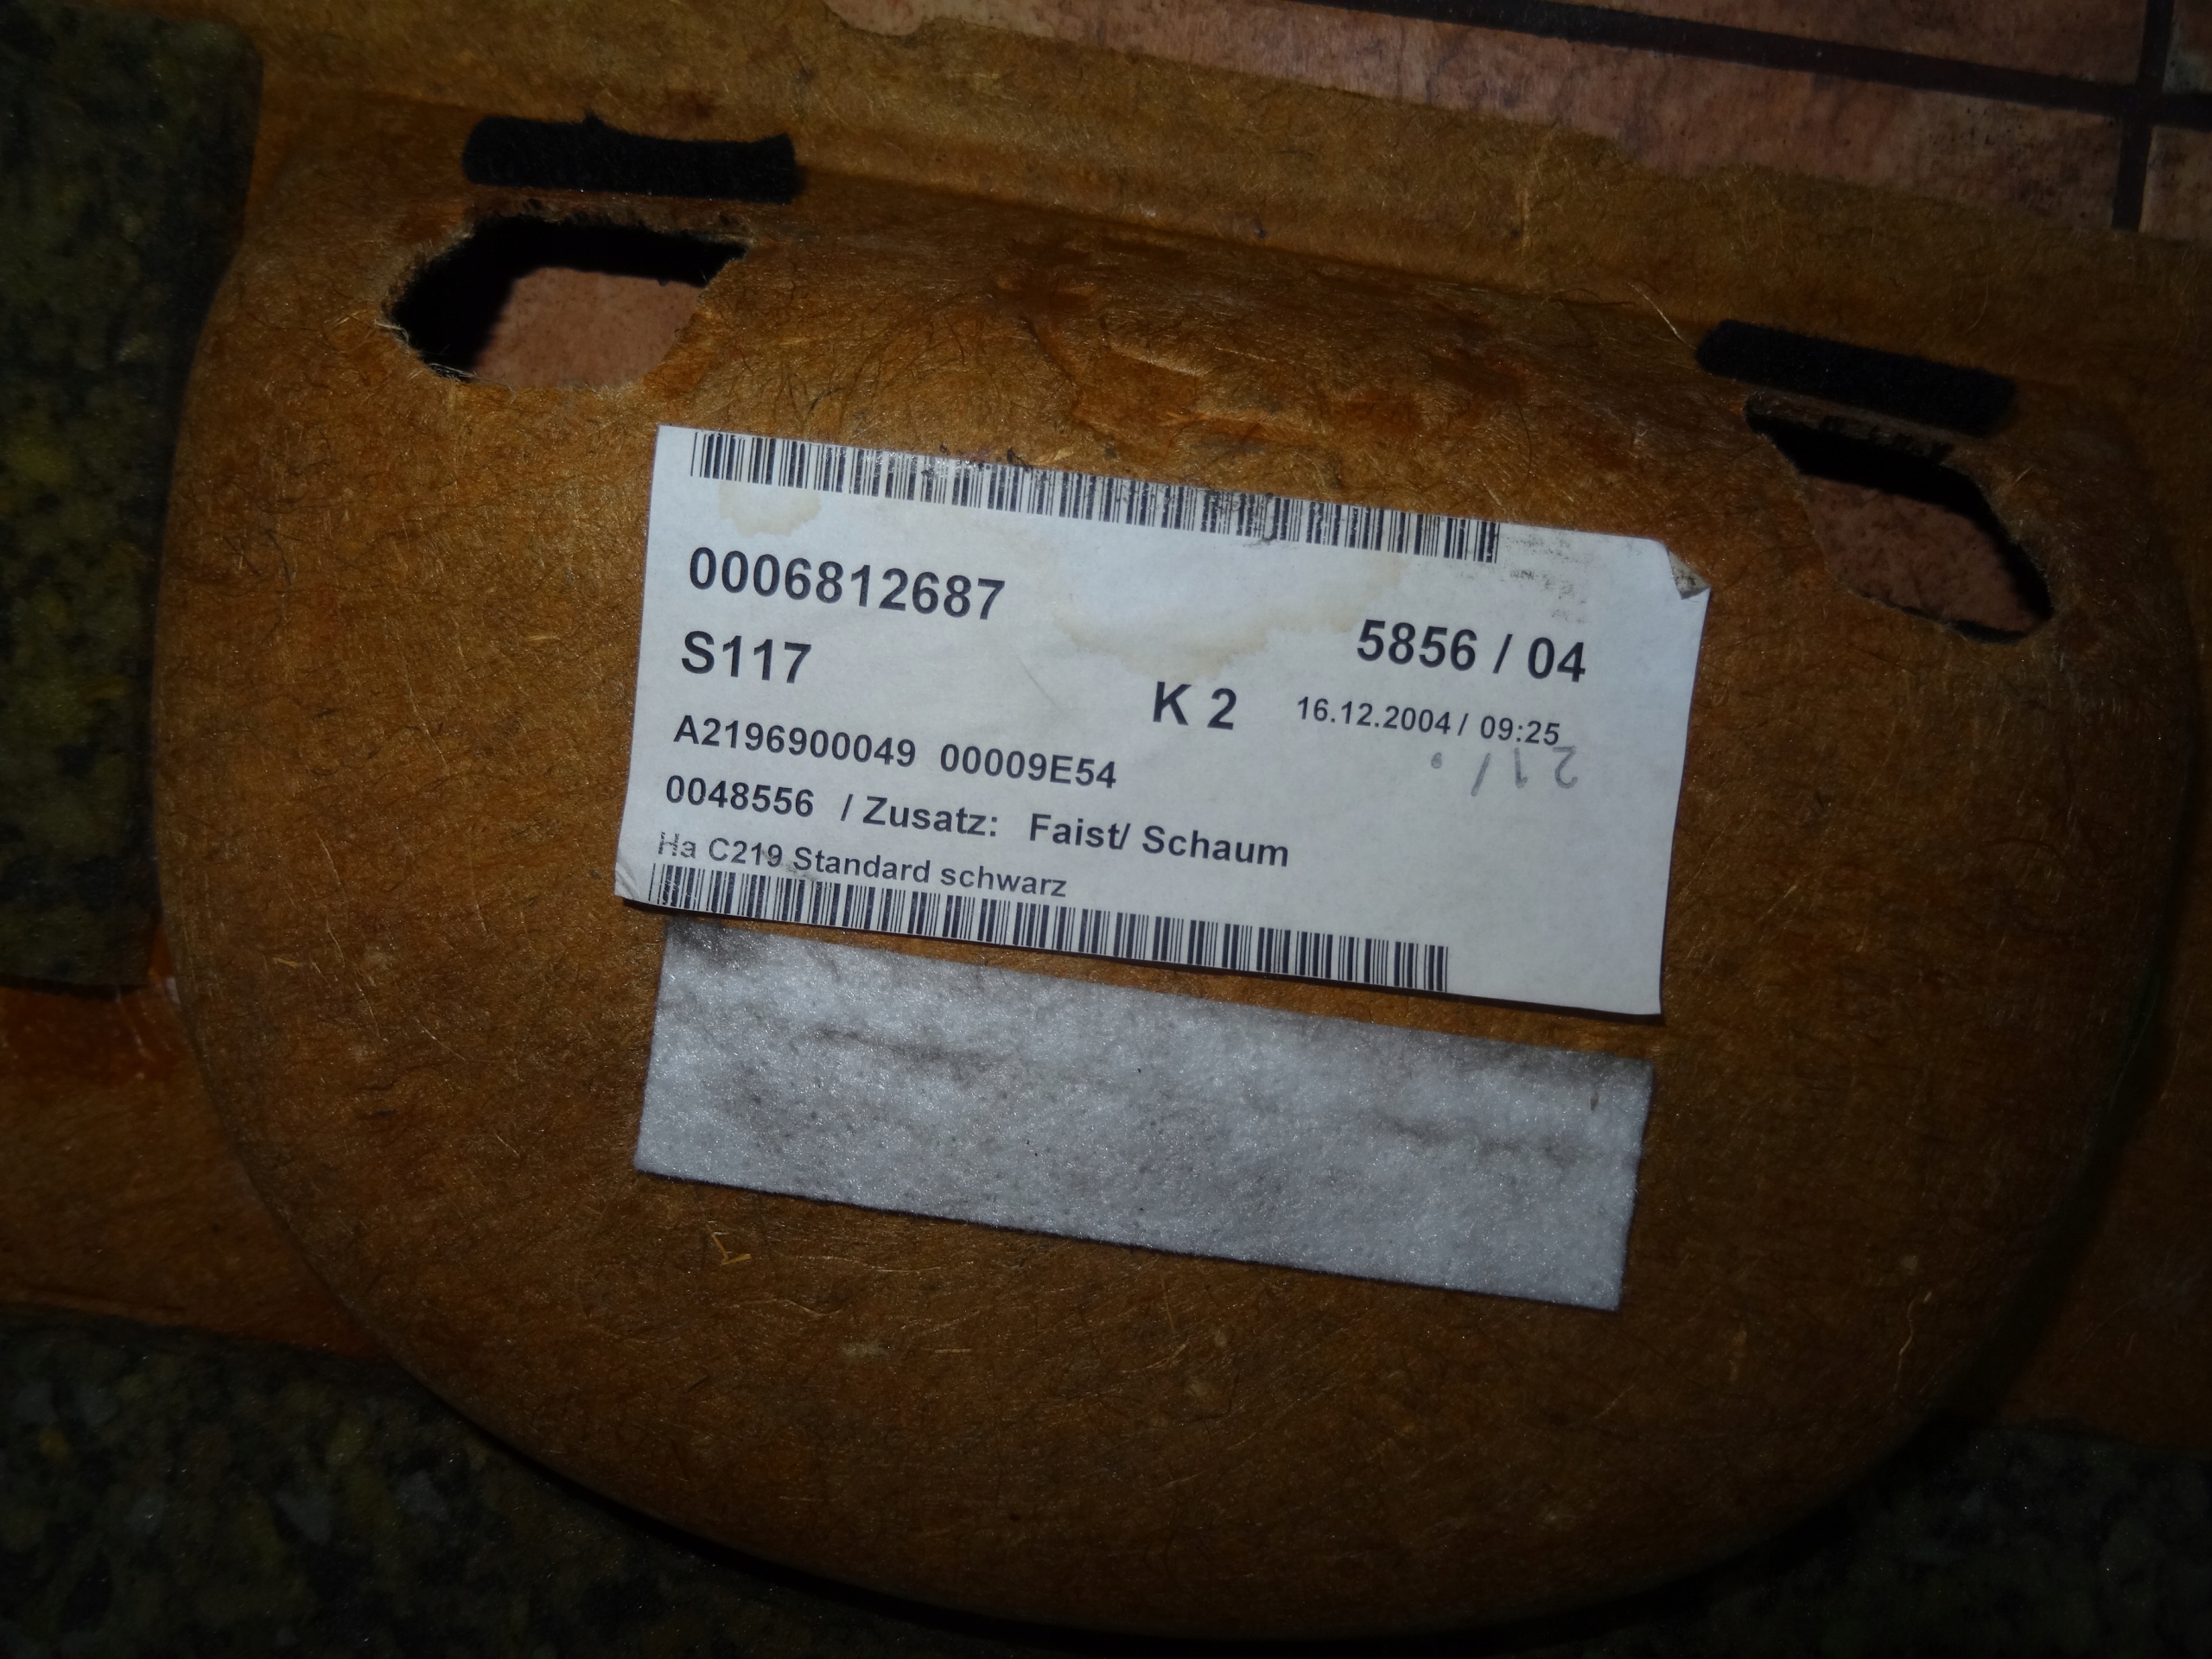 0006812687
5856 / 04
S117
K 2 16.12.2004 / 09:25
A2196900049 00009E54
0048556 / Zusatz: Faist/ Schaum
Ha C219 Standard schwarz